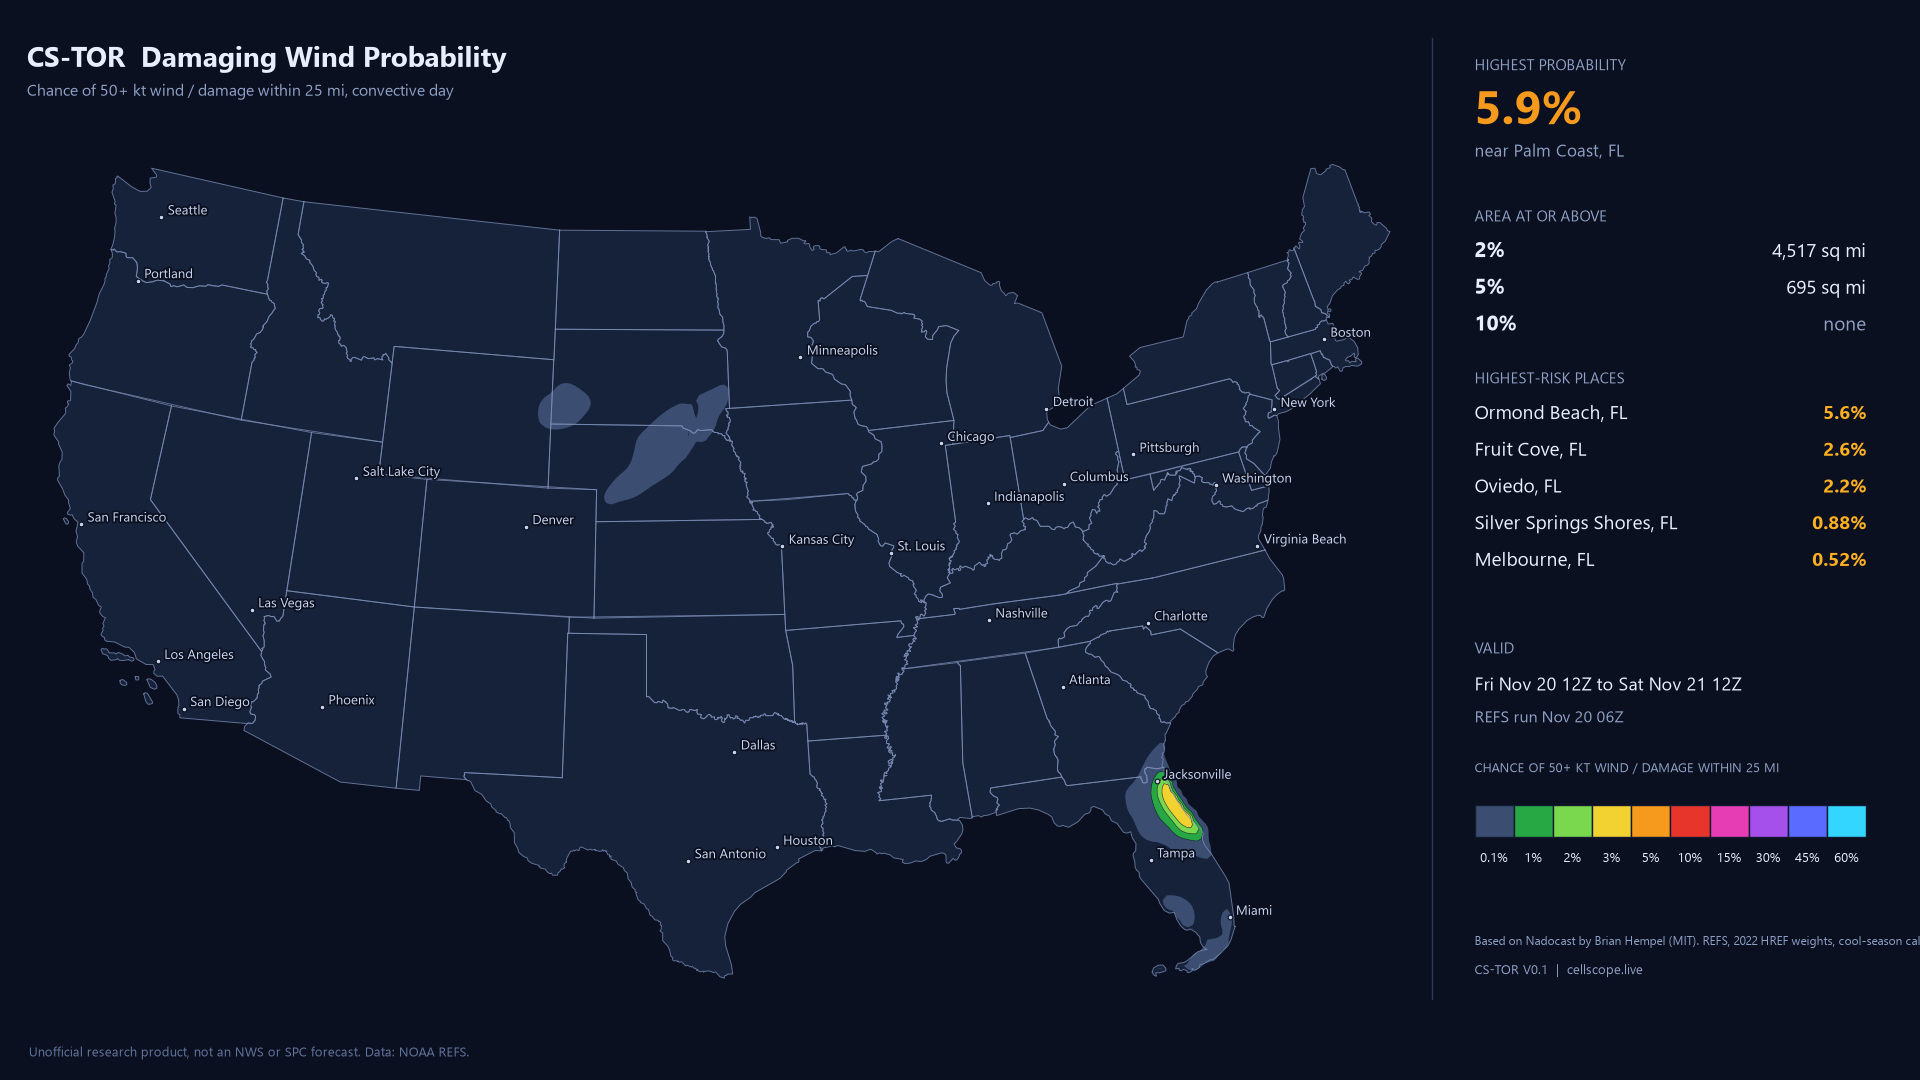 CS-TOR Damaging Wind Probability
Chance of 50+ kt wind / damage within 25 mi, convective day
Seattle
Portland
Minneapolis
Boston
Detroit
New York
Chicago
Pittsburgh
Salt Lake City
Columbus
Washington
Indianapolis
San Francisco
Denver
Kansas City
St. Louis
Virginia Beach
Las Vegas
Nashville
Charlotte
Los Angeles
Atlanta
San Diego
Phoenix
Dallas
Jacksonville
Houston
San Antonio
Tampa
Miami
HIGHEST PROBABILITY
5.9%
near Palm Coast, FL
AREA AT OR ABOVE
2% 4,517 sq mi
5% 695 sq mi
10% none
HIGHEST-RISK PLACES
Ormond Beach, FL 5.6%
Fruit Cove, FL 2.6%
Oviedo, FL 2.2%
Silver Springs Shores, FL 0.88%
Melbourne, FL 0.52%
VALID
Fri Nov 20 12Z to Sat Nov 21 12Z
REFS run Nov 20 06Z
CHANCE OF 50+ KT WIND / DAMAGE WITHIN 25 MI
0.1% 1% 2% 3% 5% 10% 15% 30% 45% 60%
Based on Nadocast by Brian Hempel (MIT). REFS, 2022 HREF weights, cool-season cal
CS-TOR V0.1 | cellscope.live
Unofficial research product, not an NWS or SPC forecast. Data: NOAA REFS.